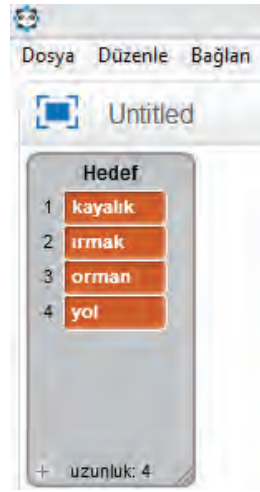 Dosya Düzenle Bağlan
Untitled
Hedef
1 kayalık
2 ırmak
3 orman
4 yol
+ uzunluk: 4